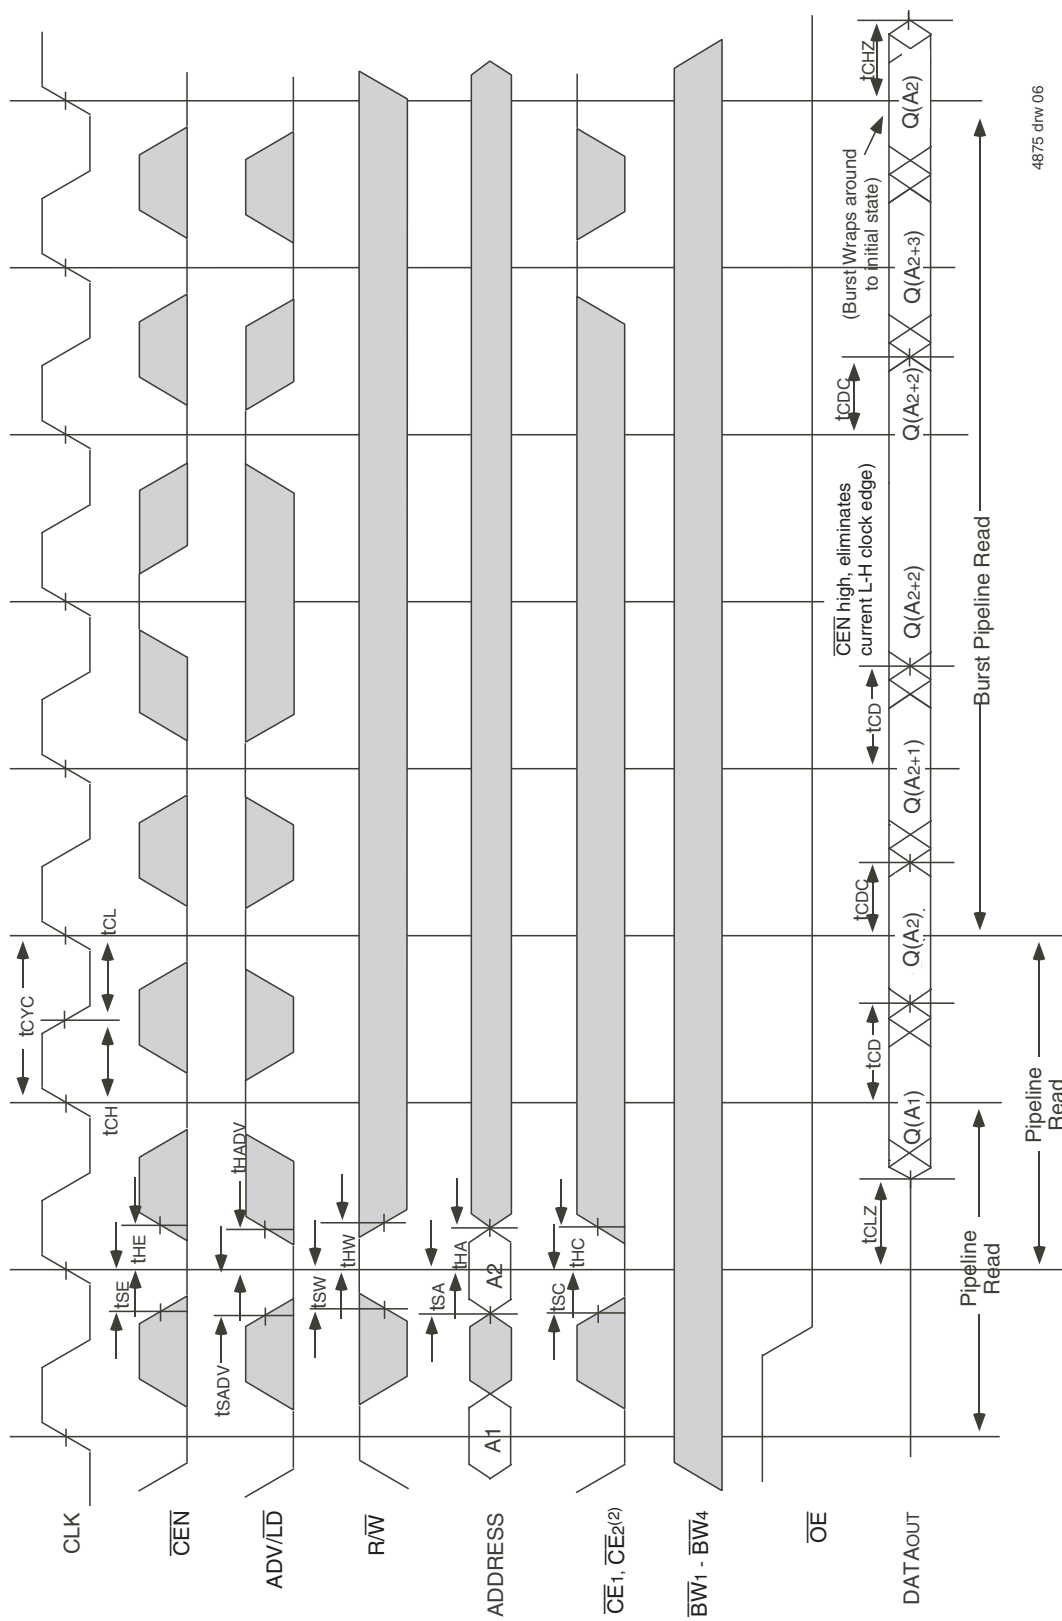 CLK
tCYC
tCH
tCL
CEN
tSE
tHE
ADV/LD
tSADV
tHADV
R/W
tSW
tHW
ADDRESS
A1
A2
tSA
tHA
CE1, CE2(2)
tSC
tHC
BW1 - BW4
OE
CEN high, eliminates
current L-H clock edge)
(Burst Wraps around
to initial state)
tCLZ
tCD
tCDC
tCD
tCDC
tCHZ
DATAOUT
Q(A1)
Q(A2)
Q(A2+1)
Q(A2+2)
Q(A2+2)
Q(A2+3)
Q(A2)
Pipeline
Read
Burst Pipeline Read
Pipeline
Read
4875 drw 06